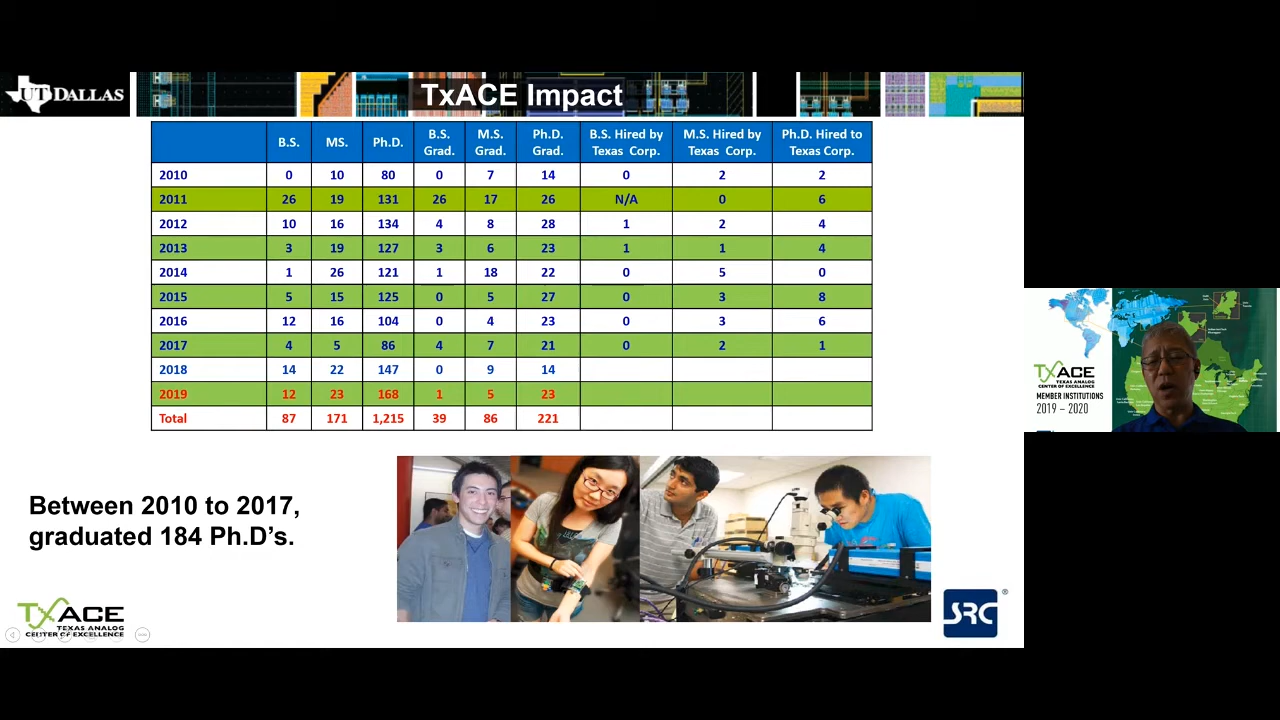 UT DALLAS
TxACE Impact
B.S. MS. Ph.D. B.S. Grad. M.S. Grad. Ph.D. Grad. B.S. Hired by Texas Corp. M.S. Hired by Texas Corp. Ph.D. Hired to Texas Corp.
2010 0 10 80 0 7 14 0 2 2
2011 26 19 131 26 17 26 N/A 0 6
2012 10 16 134 4 8 28 1 2 4
2013 3 19 127 3 6 23 1 1 4
2014 1 26 121 1 18 22 0 5 0
2015 5 15 125 0 5 27 0 3 8
2016 12 16 104 0 4 23 0 3 6
2017 4 5 86 4 7 21 0 2 1
2018 14 22 147 0 9 14
2019 12 23 168 1 5 23
Total 87 171 1,215 39 86 221
Between 2010 to 2017,
graduated 184 Ph.D's.
TxACE
TEXAS ANALOG
CENTER OF EXCELLENCE
SRC®
TxACE
TEXAS ANALOG
CENTER OF EXCELLENCE
MEMBER INSTITUTIONS
2019 – 2020